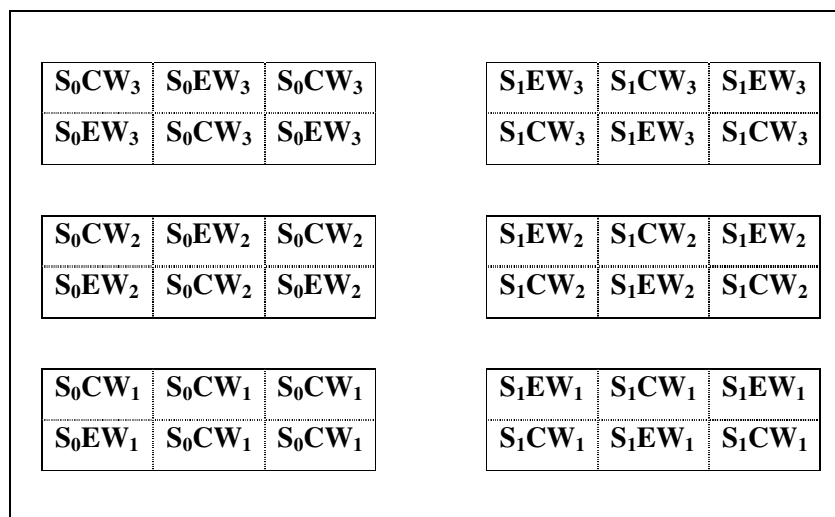 S₀CW₃ S₀EW₃ S₀CW₃ S₁EW₃ S₁CW₃ S₁EW₃
S₀EW₃ S₀CW₃ S₀EW₃ S₁CW₃ S₁EW₃ S₁CW₃
S₀CW₂ S₀EW₂ S₀CW₂ S₁EW₂ S₁CW₂ S₁EW₂
S₀EW₂ S₀CW₂ S₀EW₂ S₁CW₂ S₁EW₂ S₁CW₂
S₀CW₁ S₀CW₁ S₀CW₁ S₁EW₁ S₁CW₁ S₁EW₁
S₀EW₁ S₀CW₁ S₀CW₁ S₁CW₁ S₁EW₁ S₁CW₁